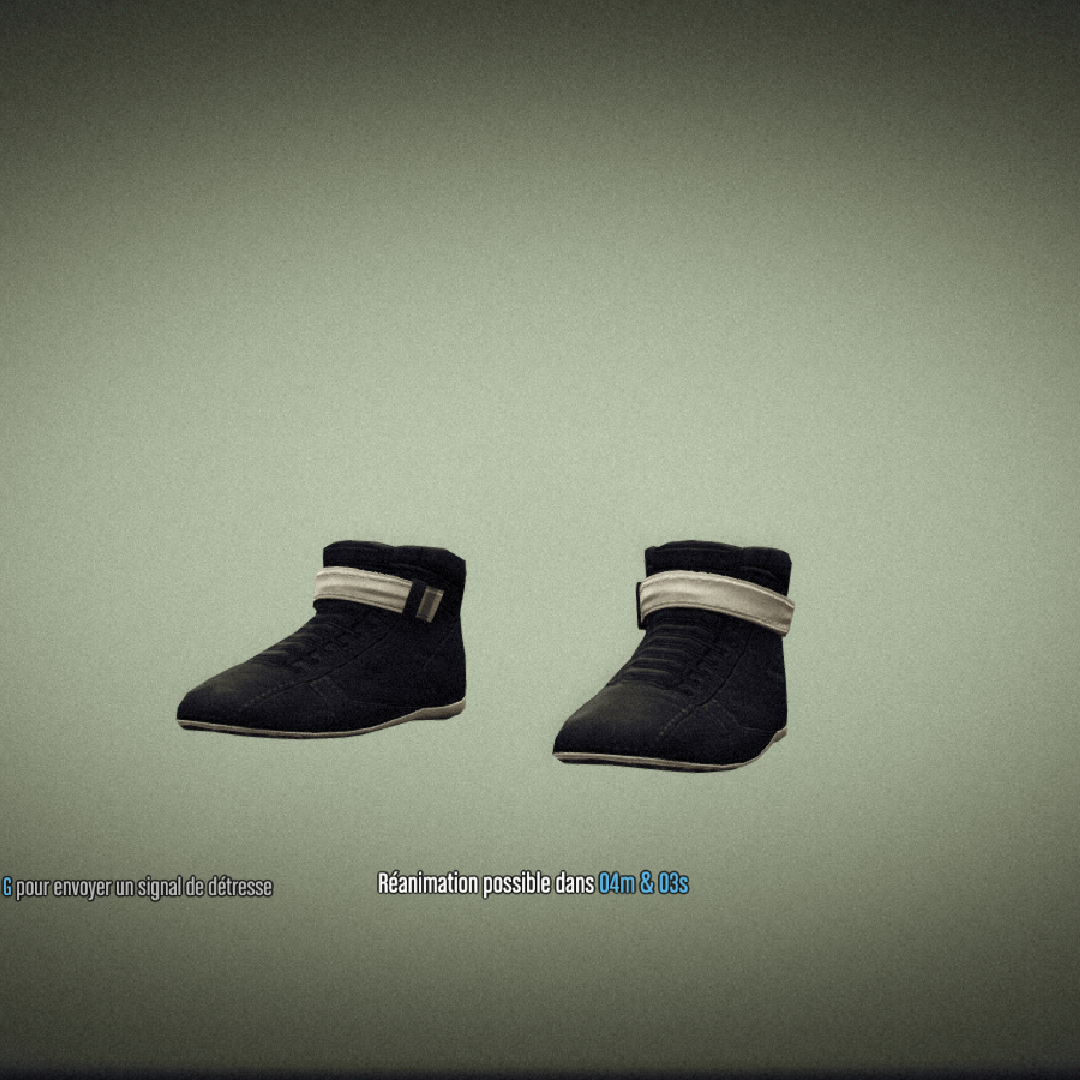 G pour envoyer un signal de détresse
Réanimation possible dans 04m & 03s